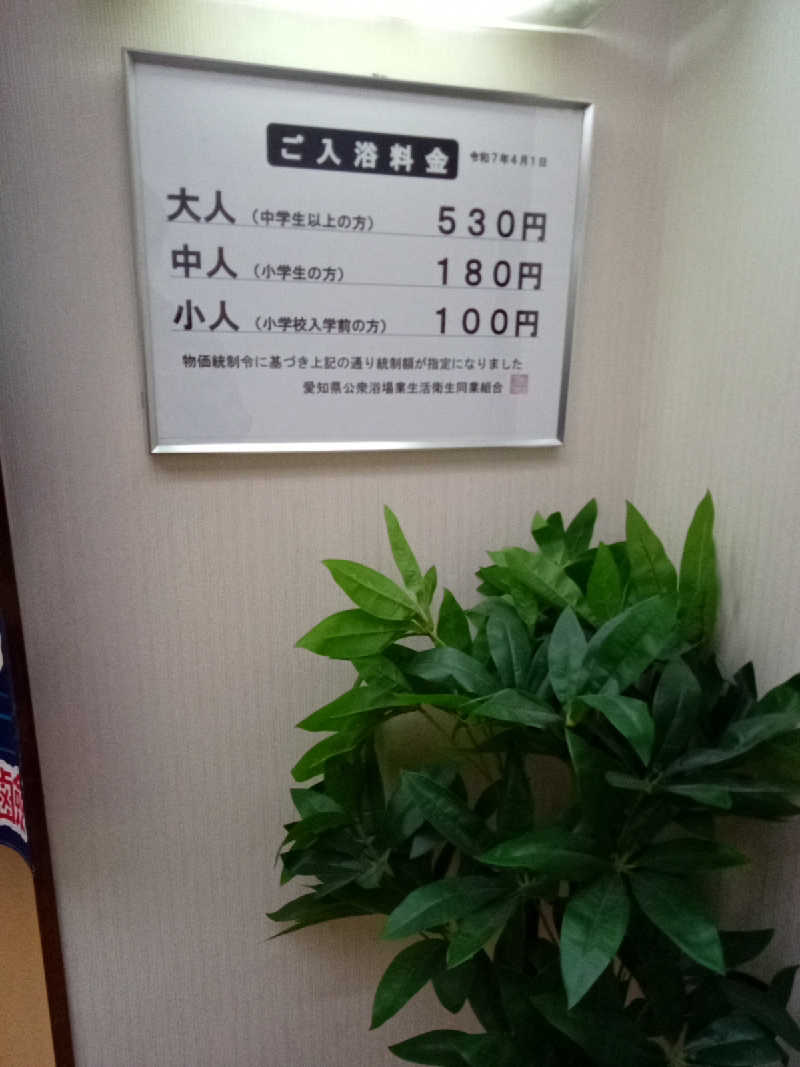 ご入浴料金 令和7年4月1日
大人 (中学生以上の方) 530円
中人 (小学生の方) 180円
小人 (小学校入学前の方) 100円
物価統制令に基づき上記の通り統制額が指定になりました
愛知県公衆浴場業生活衛生同業組合